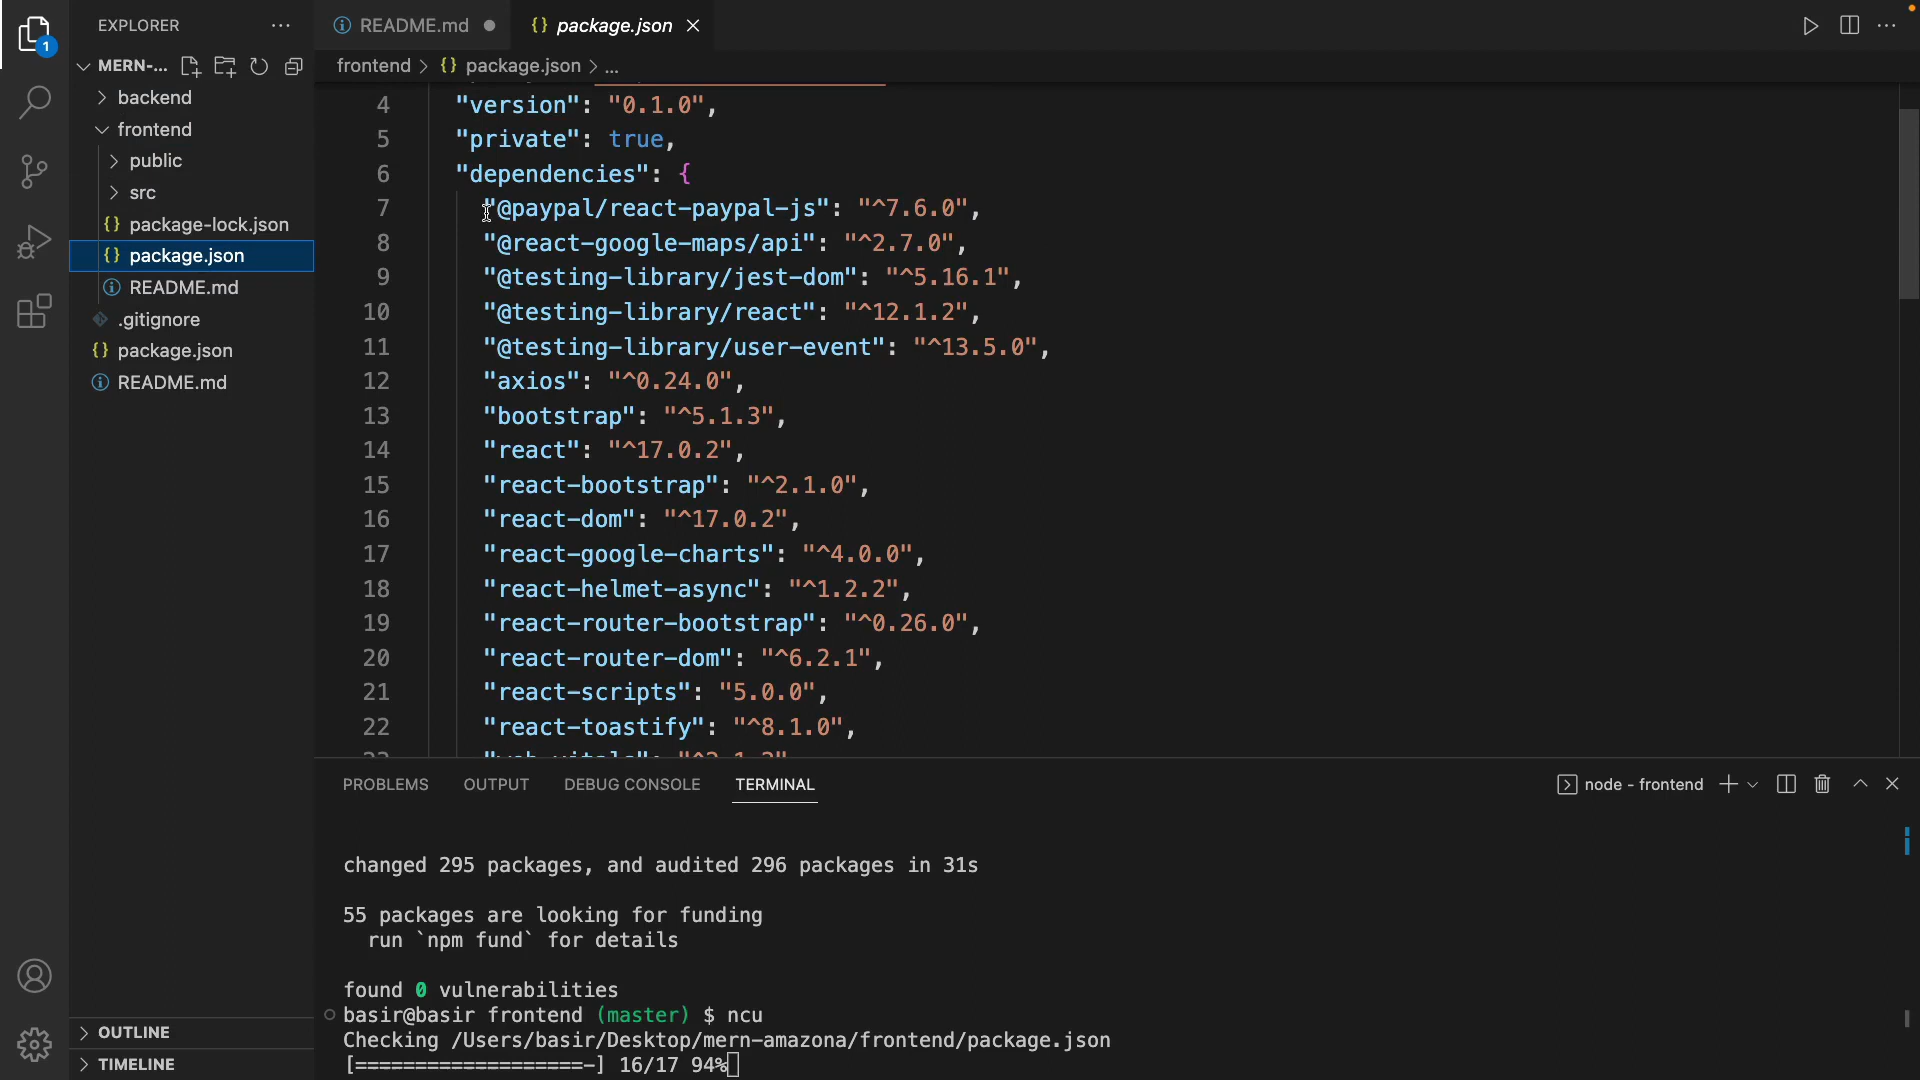 EXPLORER
MERN-...
backend
frontend
public
src
package-lock.json
package.json
README.md
.gitignore
package.json
README.md
OUTLINE
TIMELINE
1
README.md
package.json
frontend > {} package.json > ...
4 "version": "0.1.0",
5 "private": true,
6 "dependencies": {
7 "@paypal/react-paypal-js": "^7.6.0",
8 "@react-google-maps/api": "^2.7.0",
9 "@testing-library/jest-dom": "^5.16.1",
10 "@testing-library/react": "^12.1.2",
11 "@testing-library/user-event": "^13.5.0",
12 "axios": "^0.24.0",
13 "bootstrap": "^5.1.3",
14 "react": "^17.0.2",
15 "react-bootstrap": "^2.1.0",
16 "react-dom": "^17.0.2",
17 "react-google-charts": "^4.0.0",
18 "react-helmet-async": "^1.2.2",
19 "react-router-bootstrap": "^0.26.0",
20 "react-router-dom": "^6.2.1",
21 "react-scripts": "5.0.0",
22 "react-toastify": "^8.1.0",
PROBLEMS OUTPUT DEBUG CONSOLE TERMINAL
node - frontend
changed 295 packages, and audited 296 packages in 31s
55 packages are looking for funding
run `npm fund` for details
found 0 vulnerabilities
basir@basir frontend (master) $ ncu
Checking /Users/basir/Desktop/mern-amazona/frontend/package.json
[===================-] 16/17 94%